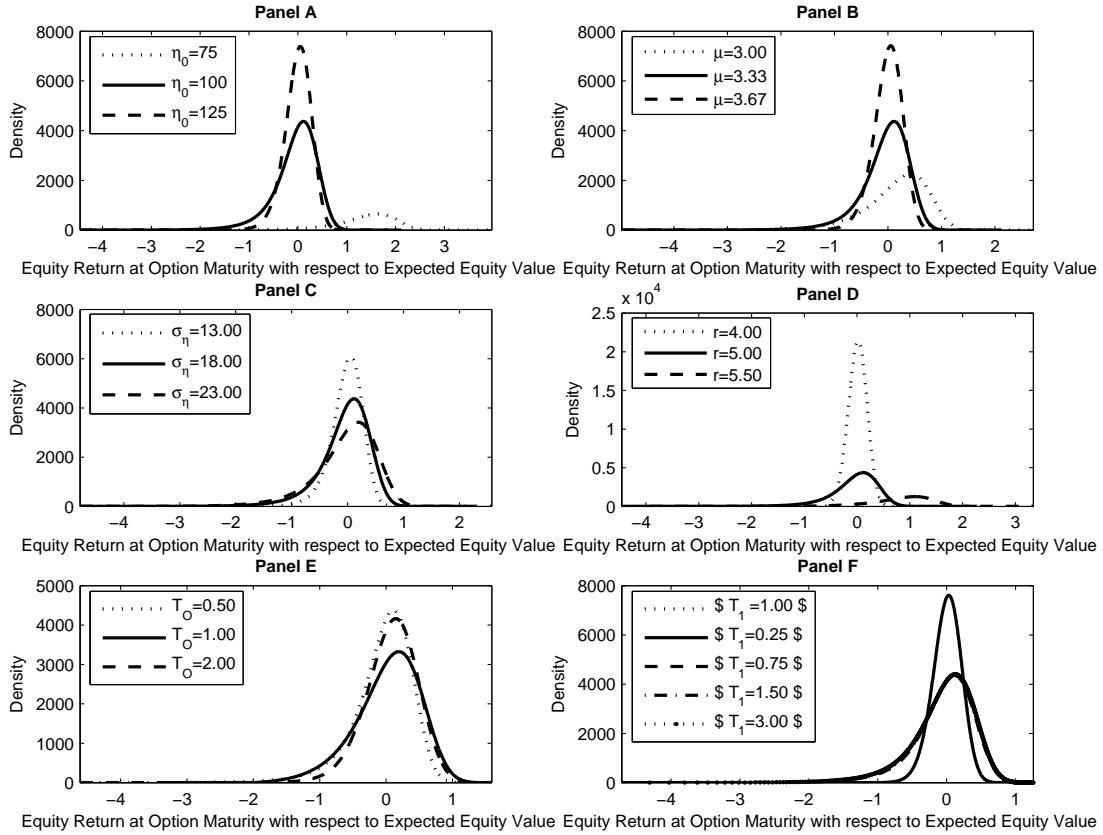 Panel A
8000
6000
4000
2000
0
Density
η0=75
η0=100
η0=125
−4 −3 −2 −1 0 1 2 3
Equity Return at Option Maturity with respect to Expected Equity Value
Panel B
8000
6000
4000
2000
0
Density
μ=3.00
μ=3.33
μ=3.67
−4 −3 −2 −1 0 1 2
Equity Return at Option Maturity with respect to Expected Equity Value
Panel C
8000
6000
4000
2000
0
Density
ση=13.00
ση=18.00
ση=23.00
−4 −3 −2 −1 0 1 2
Equity Return at Option Maturity with respect to Expected Equity Value
Panel D
x 10^4
2.5
2
1.5
1
0.5
0
Density
r=4.00
r=5.00
r=5.50
−4 −3 −2 −1 0 1 2 3
Equity Return at Option Maturity with respect to Expected Equity Value
Panel E
5000
4000
3000
2000
1000
0
Density
TO=0.50
TO=1.00
TO=2.00
−4 −3 −2 −1 0 1
Equity Return at Option Maturity with respect to Expected Equity Value
Panel F
8000
6000
4000
2000
0
Density
$ T1 =1.00 $
$ T1=0.25 $
$ T1=0.75 $
$ T1=1.50 $
$ T1=3.00 $
−4 −3 −2 −1 0 1
Equity Return at Option Maturity with respect to Expected Equity Value